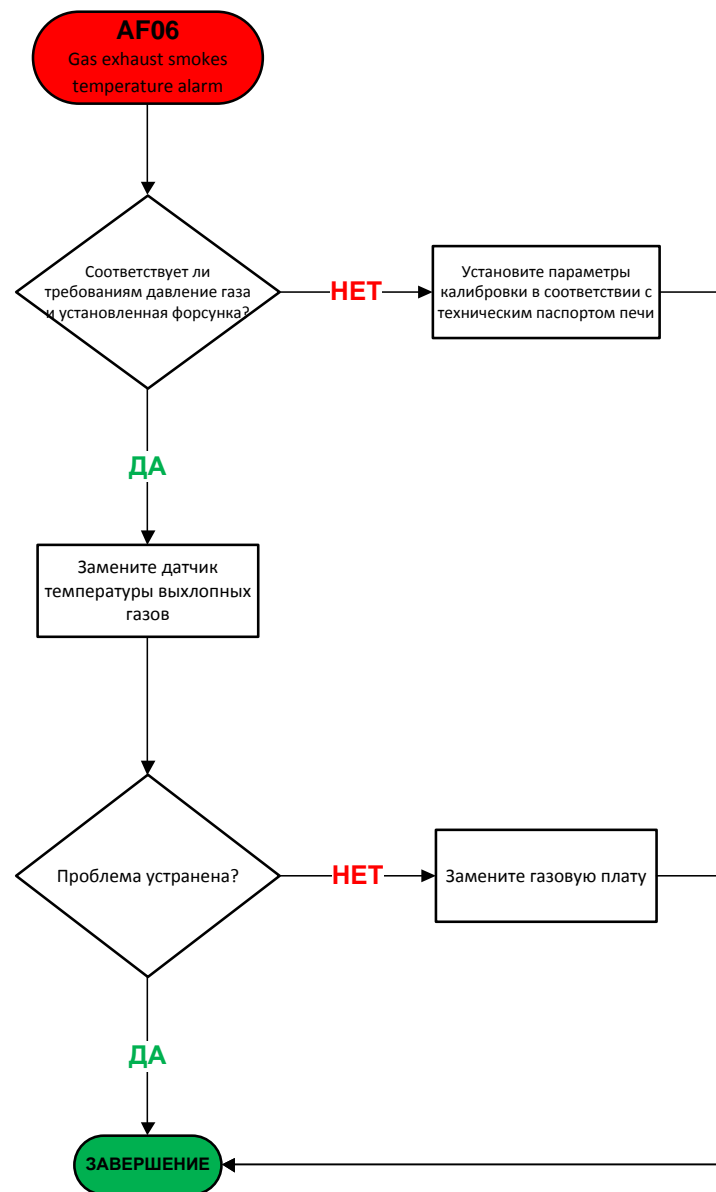 AF06
Gas exhaust smokes
temperature alarm
Соответствует ли
требованиям давление газа
и установленная форсунка?
НЕТ
Установите параметры
калибровки в соответствии с
техническим паспортом печи
ДА
Замените датчик
температуры выхлопных
газов
Проблема устранена?
НЕТ
Замените газовую плату
ДА
ЗАВЕРШЕНИЕ